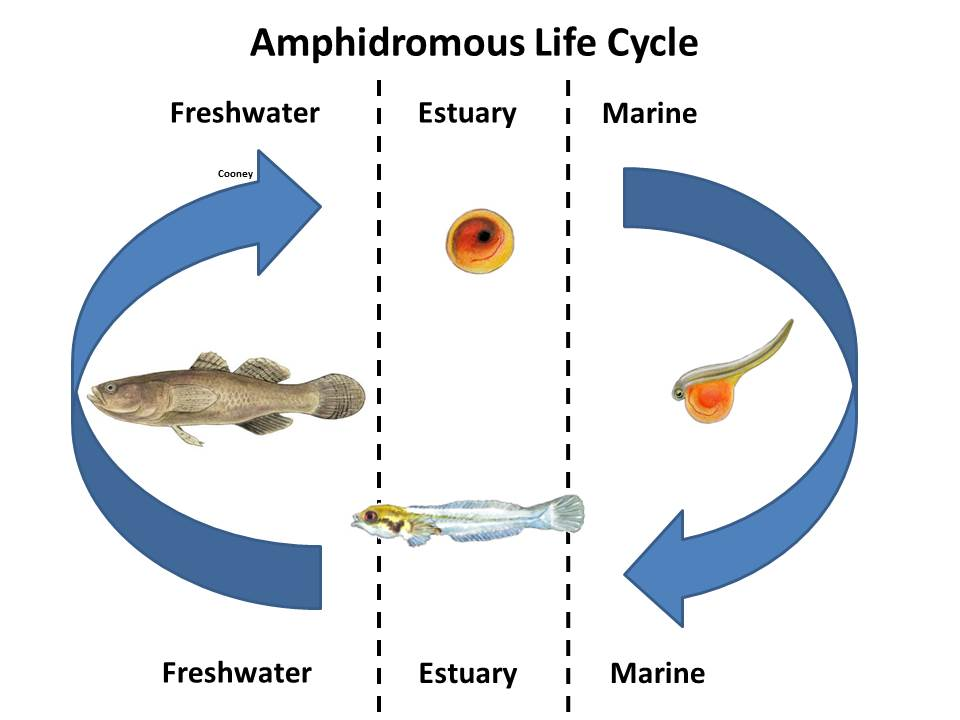 Amphidromous Life Cycle
Freshwater Estuary Marine
Cooney
Freshwater Estuary Marine